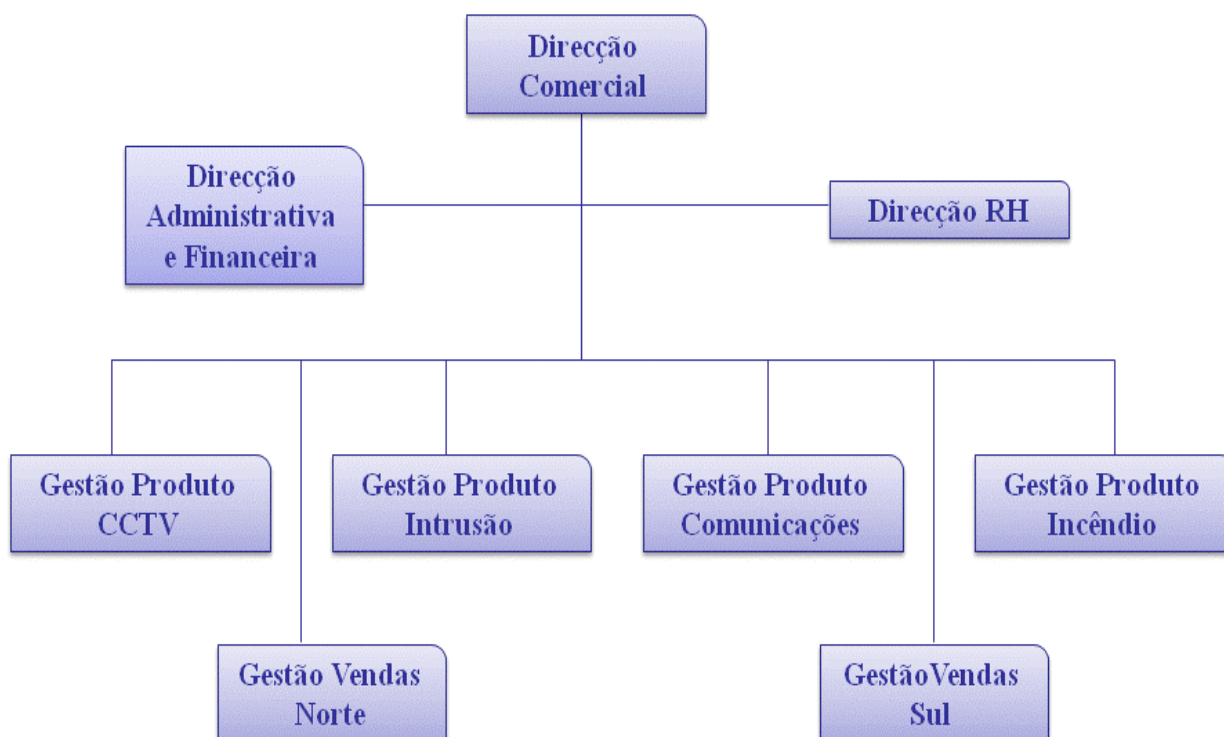 Direcção
Comercial
Direcção
Administrativa
e Financeira
Direcção RH
Gestão Produto
CCTV
Gestão Produto
Intrusão
Gestão Produto
Comunicações
Gestão Produto
Incêndio
Gestão Vendas
Norte
GestãoVendas
Sul